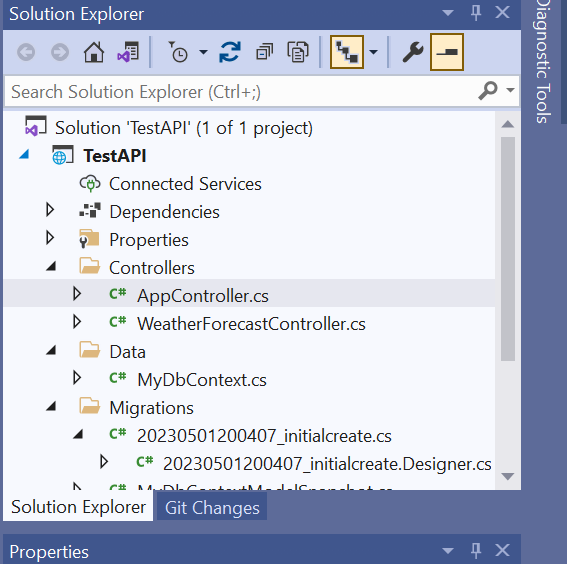 Solution Explorer
Search Solution Explorer (Ctrl+;)
Solution 'TestAPI' (1 of 1 project)
TestAPI
Connected Services
Dependencies
Properties
Controllers
C# AppController.cs
C# WeatherForecastController.cs
Data
C# MyDbContext.cs
Migrations
C# 20230501200407_initialcreate.cs
C# 20230501200407_initialcreate.Designer.cs
C# MyDbContextModelSnapshot.cs
Solution Explorer
Git Changes
Properties
Diagnostic Tools